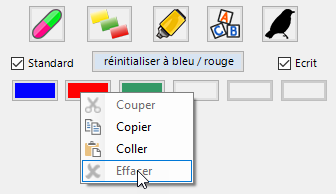 A
B C
Standard
réinitialiser à bleu / rouge
Ecrit
Couper
Copier
Coller
Effacer